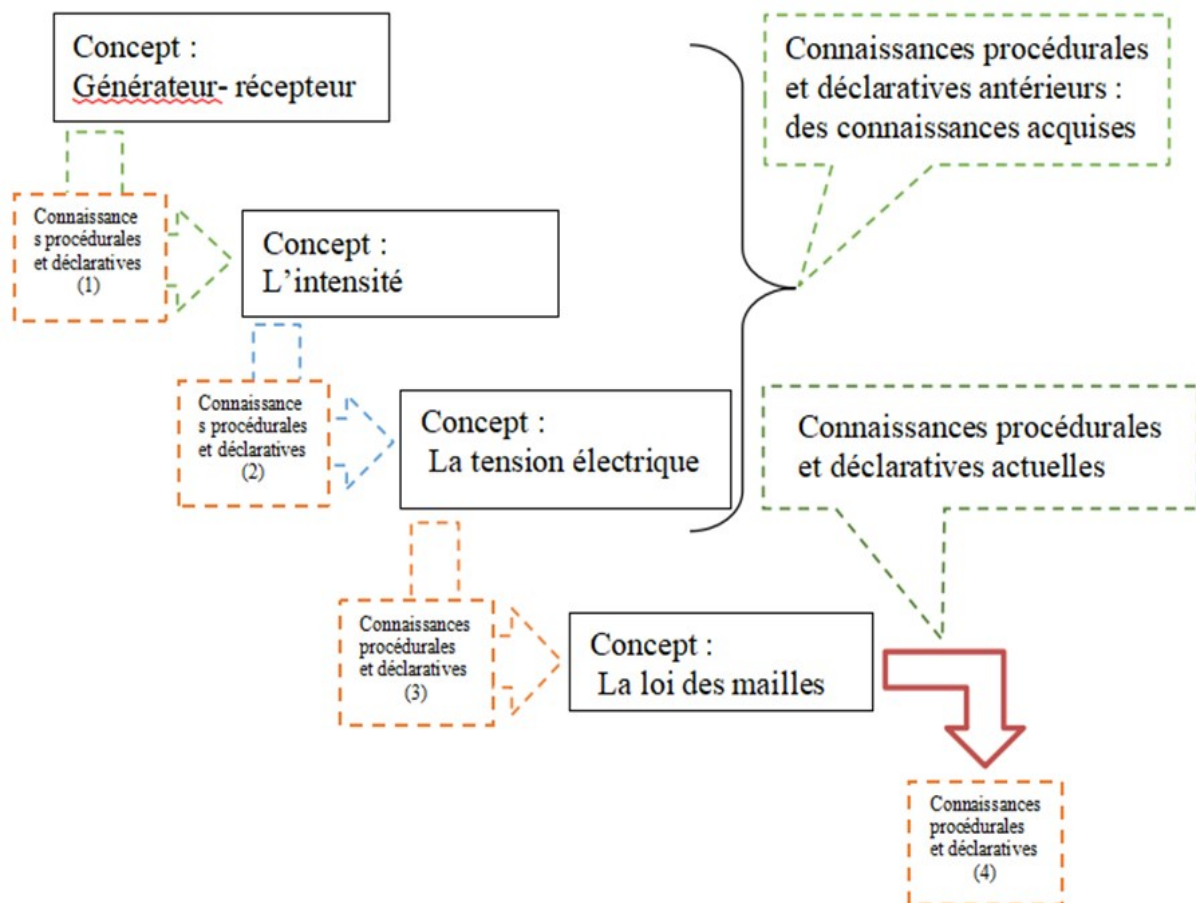 Concept :
Générateur- récepteur
Connaissances procédurales
et déclaratives antérieurs :
des connaissances acquises
Connaissance
s procédurales
et déclaratives
(1)
Concept :
L’intensité
Connaissance
s procédurales
et déclaratives
(2)
Concept :
La tension électrique
Connaissances procédurales
et déclaratives actuelles
Connaissances
procédurales
et déclaratives
(3)
Concept :
La loi des mailles
Connaissances
procédurales
et déclaratives
(4)